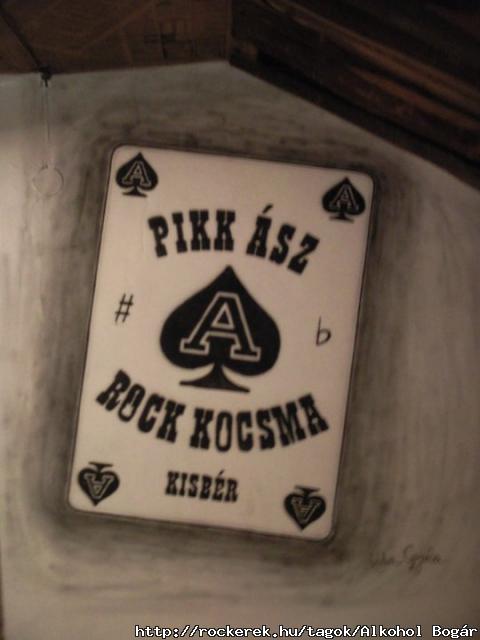 A
A
PIKK ÁSZ
# ♭
A
ROCK KOCSMA
KISBÉR
A
A
http://rockerek.hu/tagok/Alkohol Bogár